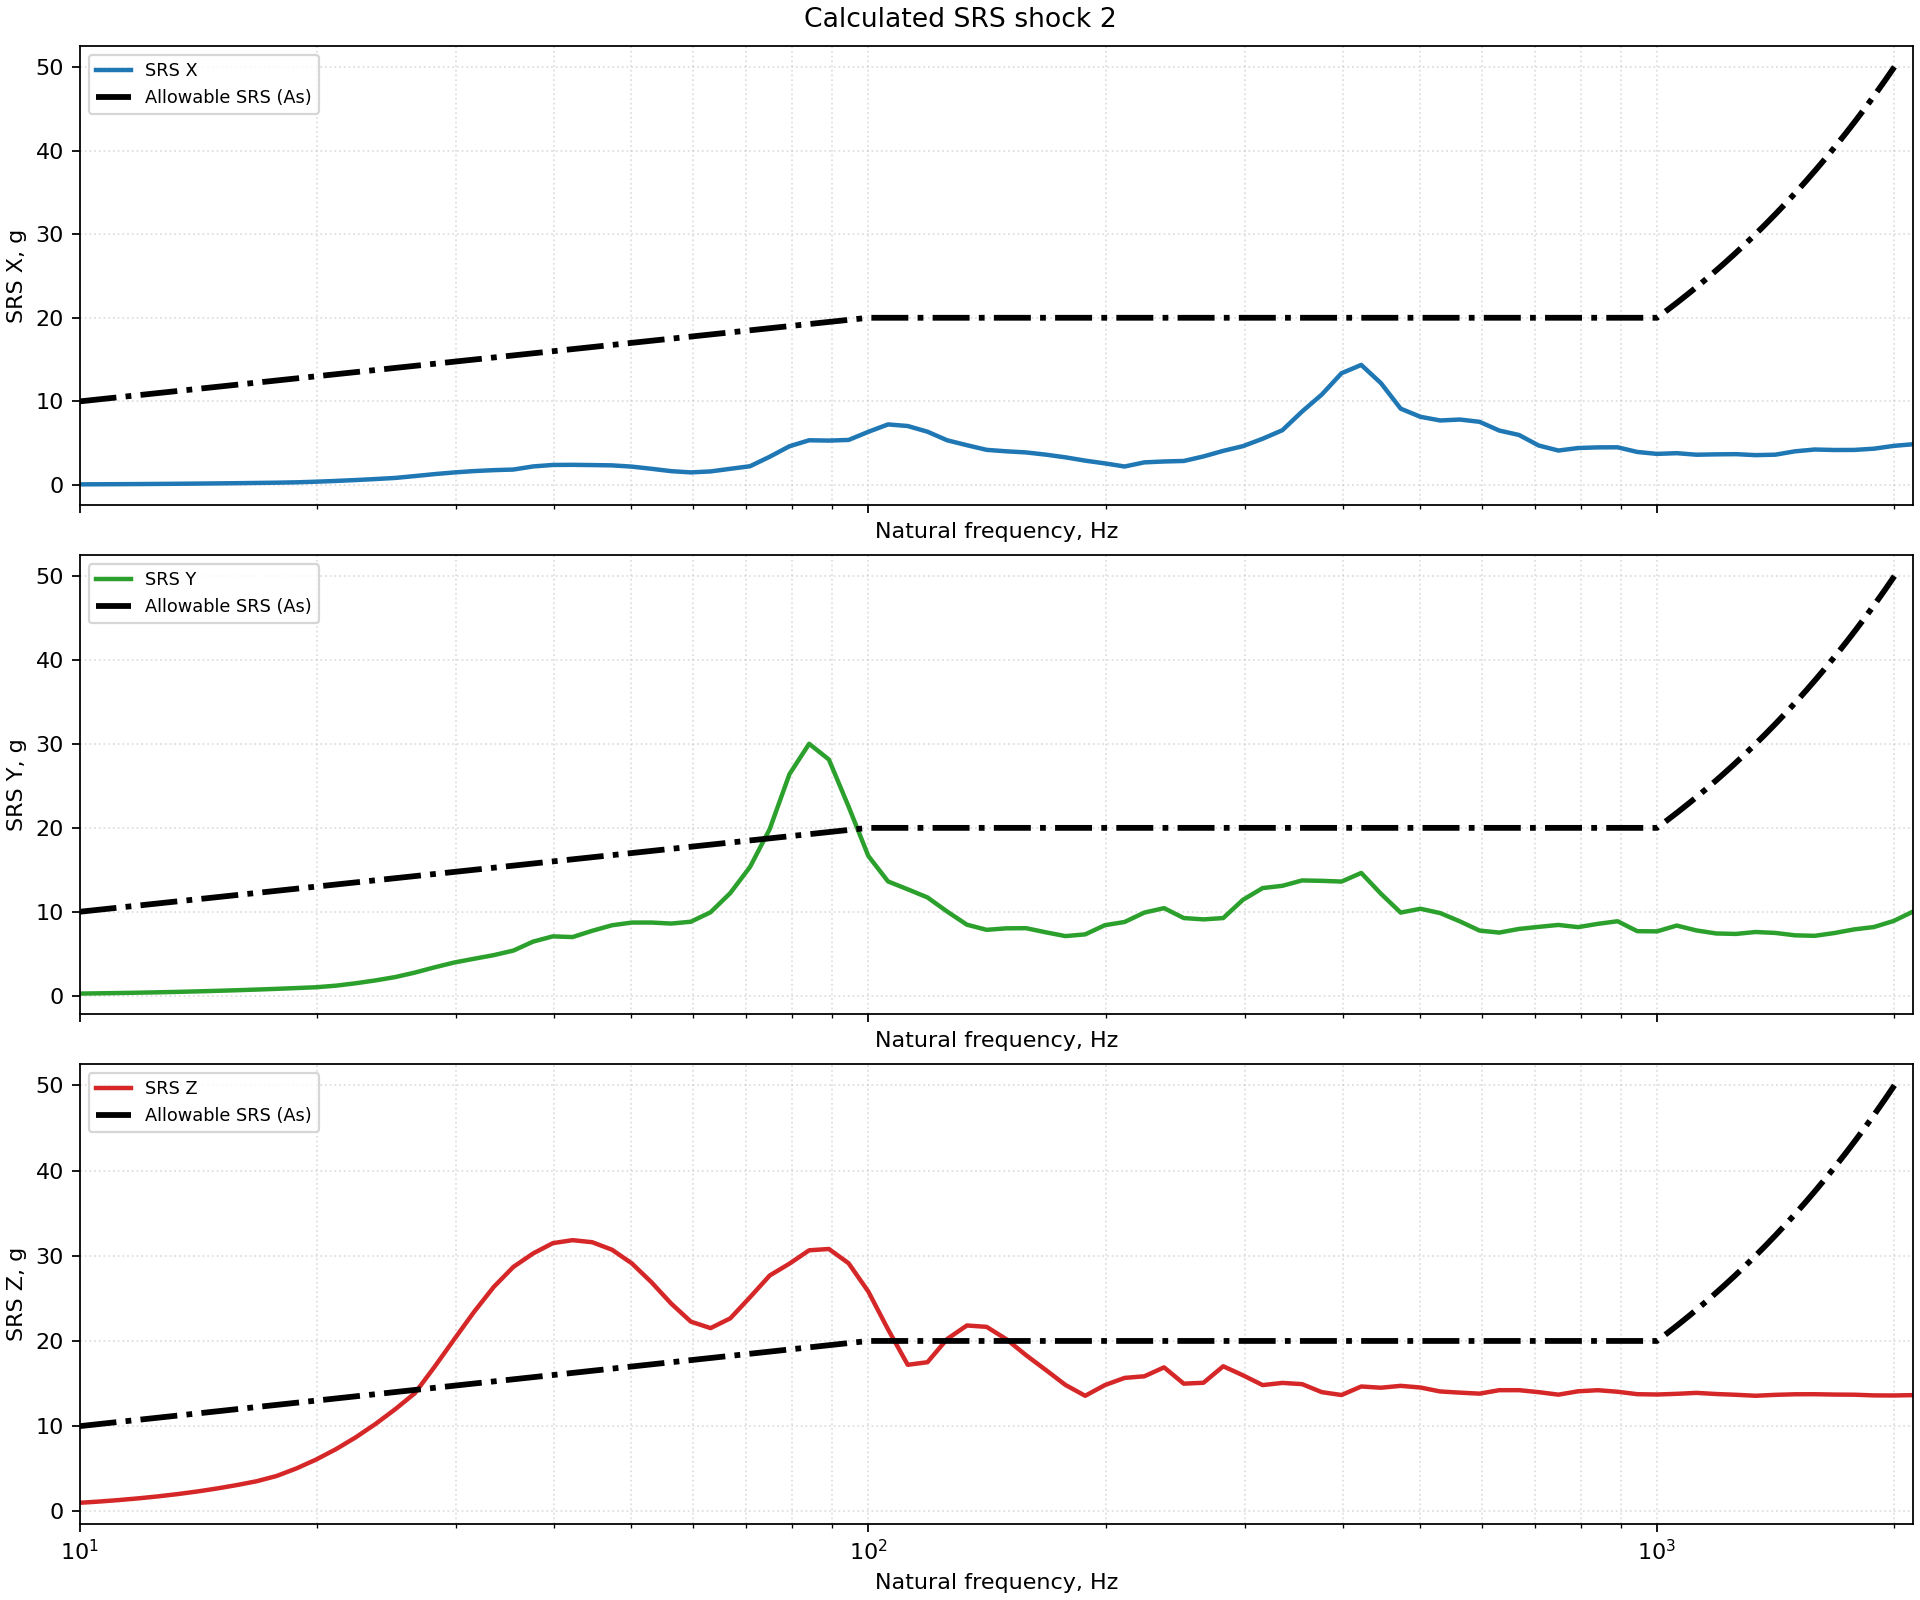 Calculated SRS shock 2
SRS X
Allowable SRS (As)
50
40
30
20
10
0
SRS X, g
Natural frequency, Hz
SRS Y
Allowable SRS (As)
50
40
30
20
10
0
SRS Y, g
Natural frequency, Hz
SRS Z
Allowable SRS (As)
50
40
30
20
10
0
SRS Z, g
10¹ 10² 10³
Natural frequency, Hz